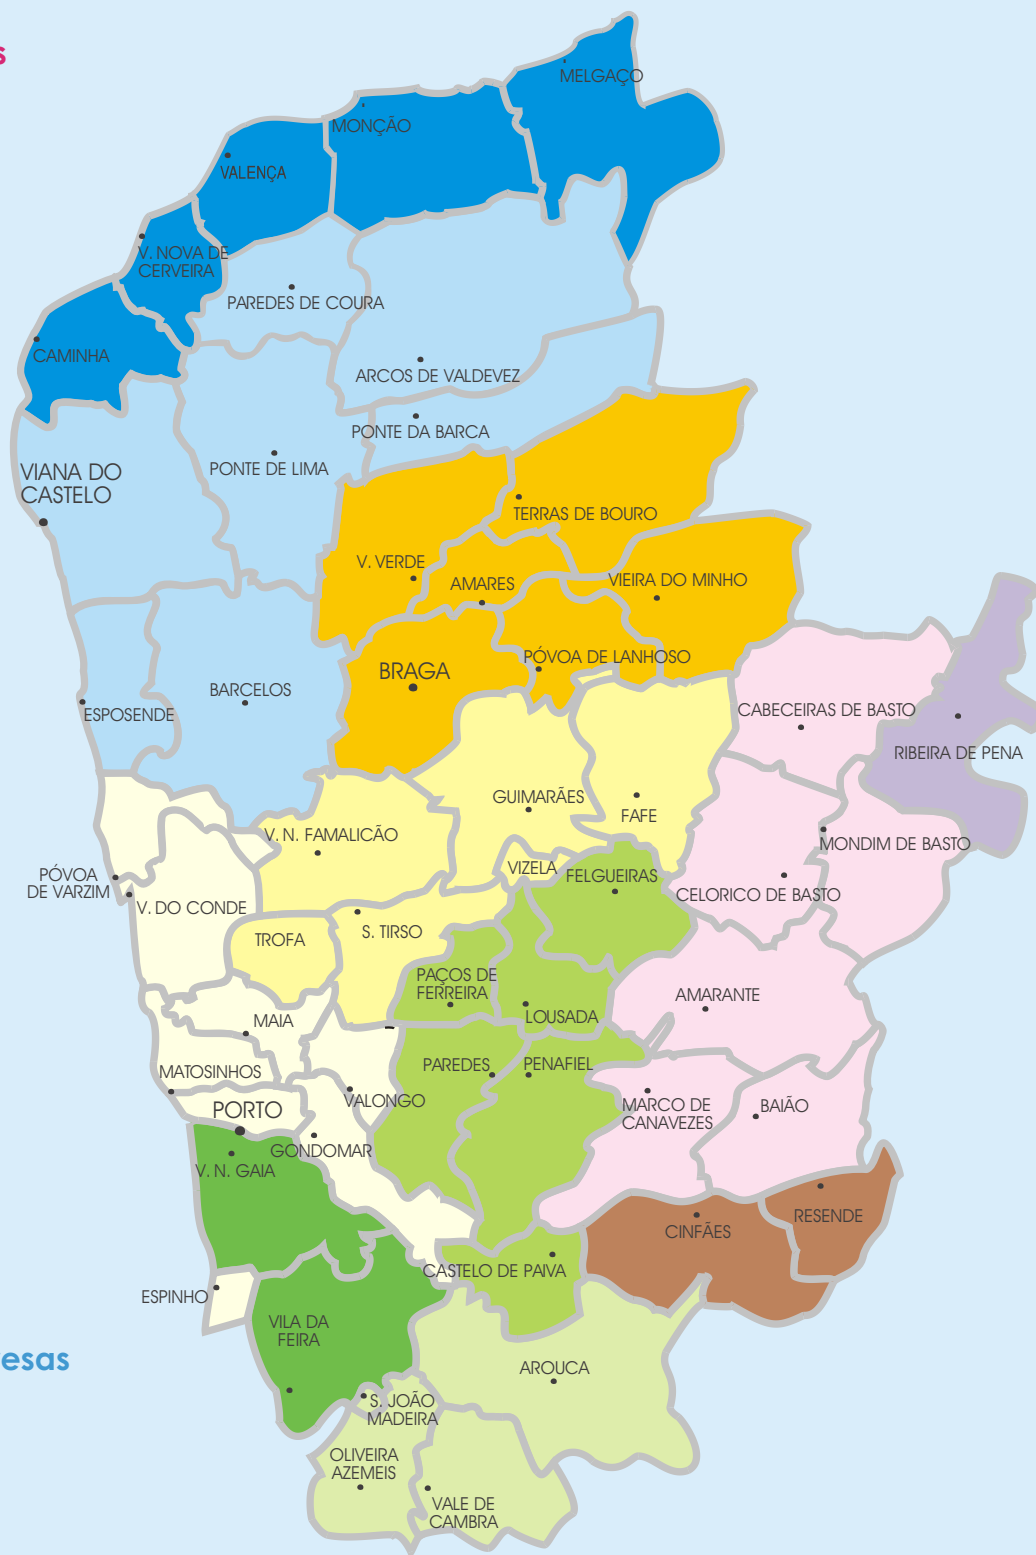 s
MELGAÇO
MONÇÃO
VALENÇA
V. NOVA DE
CERVEIRA
PAREDES DE COURA
CAMINHA
ARCOS DE VALDEVEZ
PONTE DA BARCA
VIANA DO
CASTELO
PONTE DE LIMA
TERRAS DE BOURO
V. VERDE
AMARES
VIEIRA DO MINHO
PÓVOA DE LANHOSO
BRAGA
BARCELOS
ESPOSENDE
CABECEIRAS DE BASTO
RIBEIRA DE PENA
GUIMARÃES
FAFE
V. N. FAMALICÃO
MONDIM DE BASTO
VIZELA
FELGUEIRAS
PÓVOA
DE VARZIM
CELORICO DE BASTO
V. DO CONDE
S. TIRSO
TROFA
PAÇOS DE
FERREIRA
AMARANTE
LOUSADA
MAIA
PAREDES
PENAFIEL
MATOSINHOS
VALONGO
PORTO
MARCO DE
CANAVEZES
BAIÃO
GONDOMAR
V. N. GAIA
RESENDE
CINFÃES
CASTELO DE PAIVA
ESPINHO
VILA DA
FEIRA
esas
AROUCA
S. JOÃO
MADEIRA
OLIVEIRA
AZEMEIS
VALE DE
CAMBRA